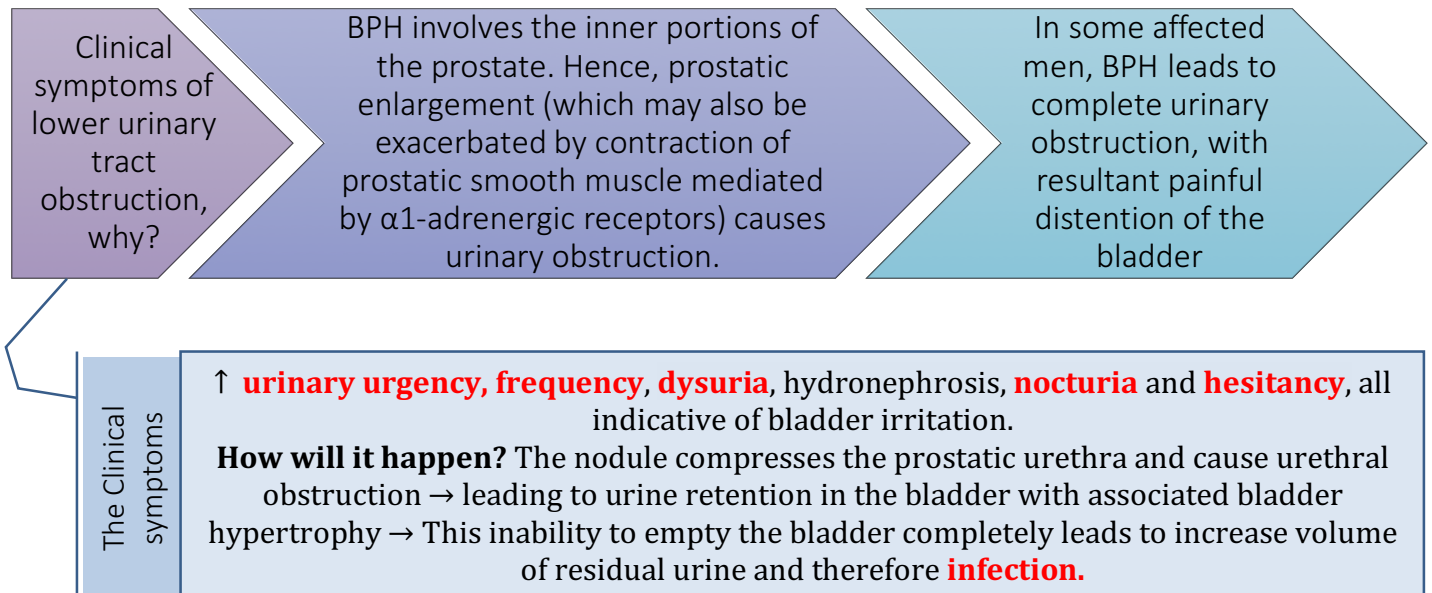 Clinical
symptoms of
lower urinary
tract
obstruction,
why?
BPH involves the inner portions of
the prostate. Hence, prostatic
enlargement (which may also be
exacerbated by contraction of
prostatic smooth muscle mediated
by α1-adrenergic receptors) causes
urinary obstruction.
In some affected
men, BPH leads to
complete urinary
obstruction, with
resultant painful
distention of the
bladder
The Clinical
symptoms
↑ urinary urgency, frequency, dysuria, hydronephrosis, nocturia and hesitancy, all
indicative of bladder irritation.
How will it happen? The nodule compresses the prostatic urethra and cause urethral
obstruction → leading to urine retention in the bladder with associated bladder
hypertrophy → This inability to empty the bladder completely leads to increase volume
of residual urine and therefore infection.